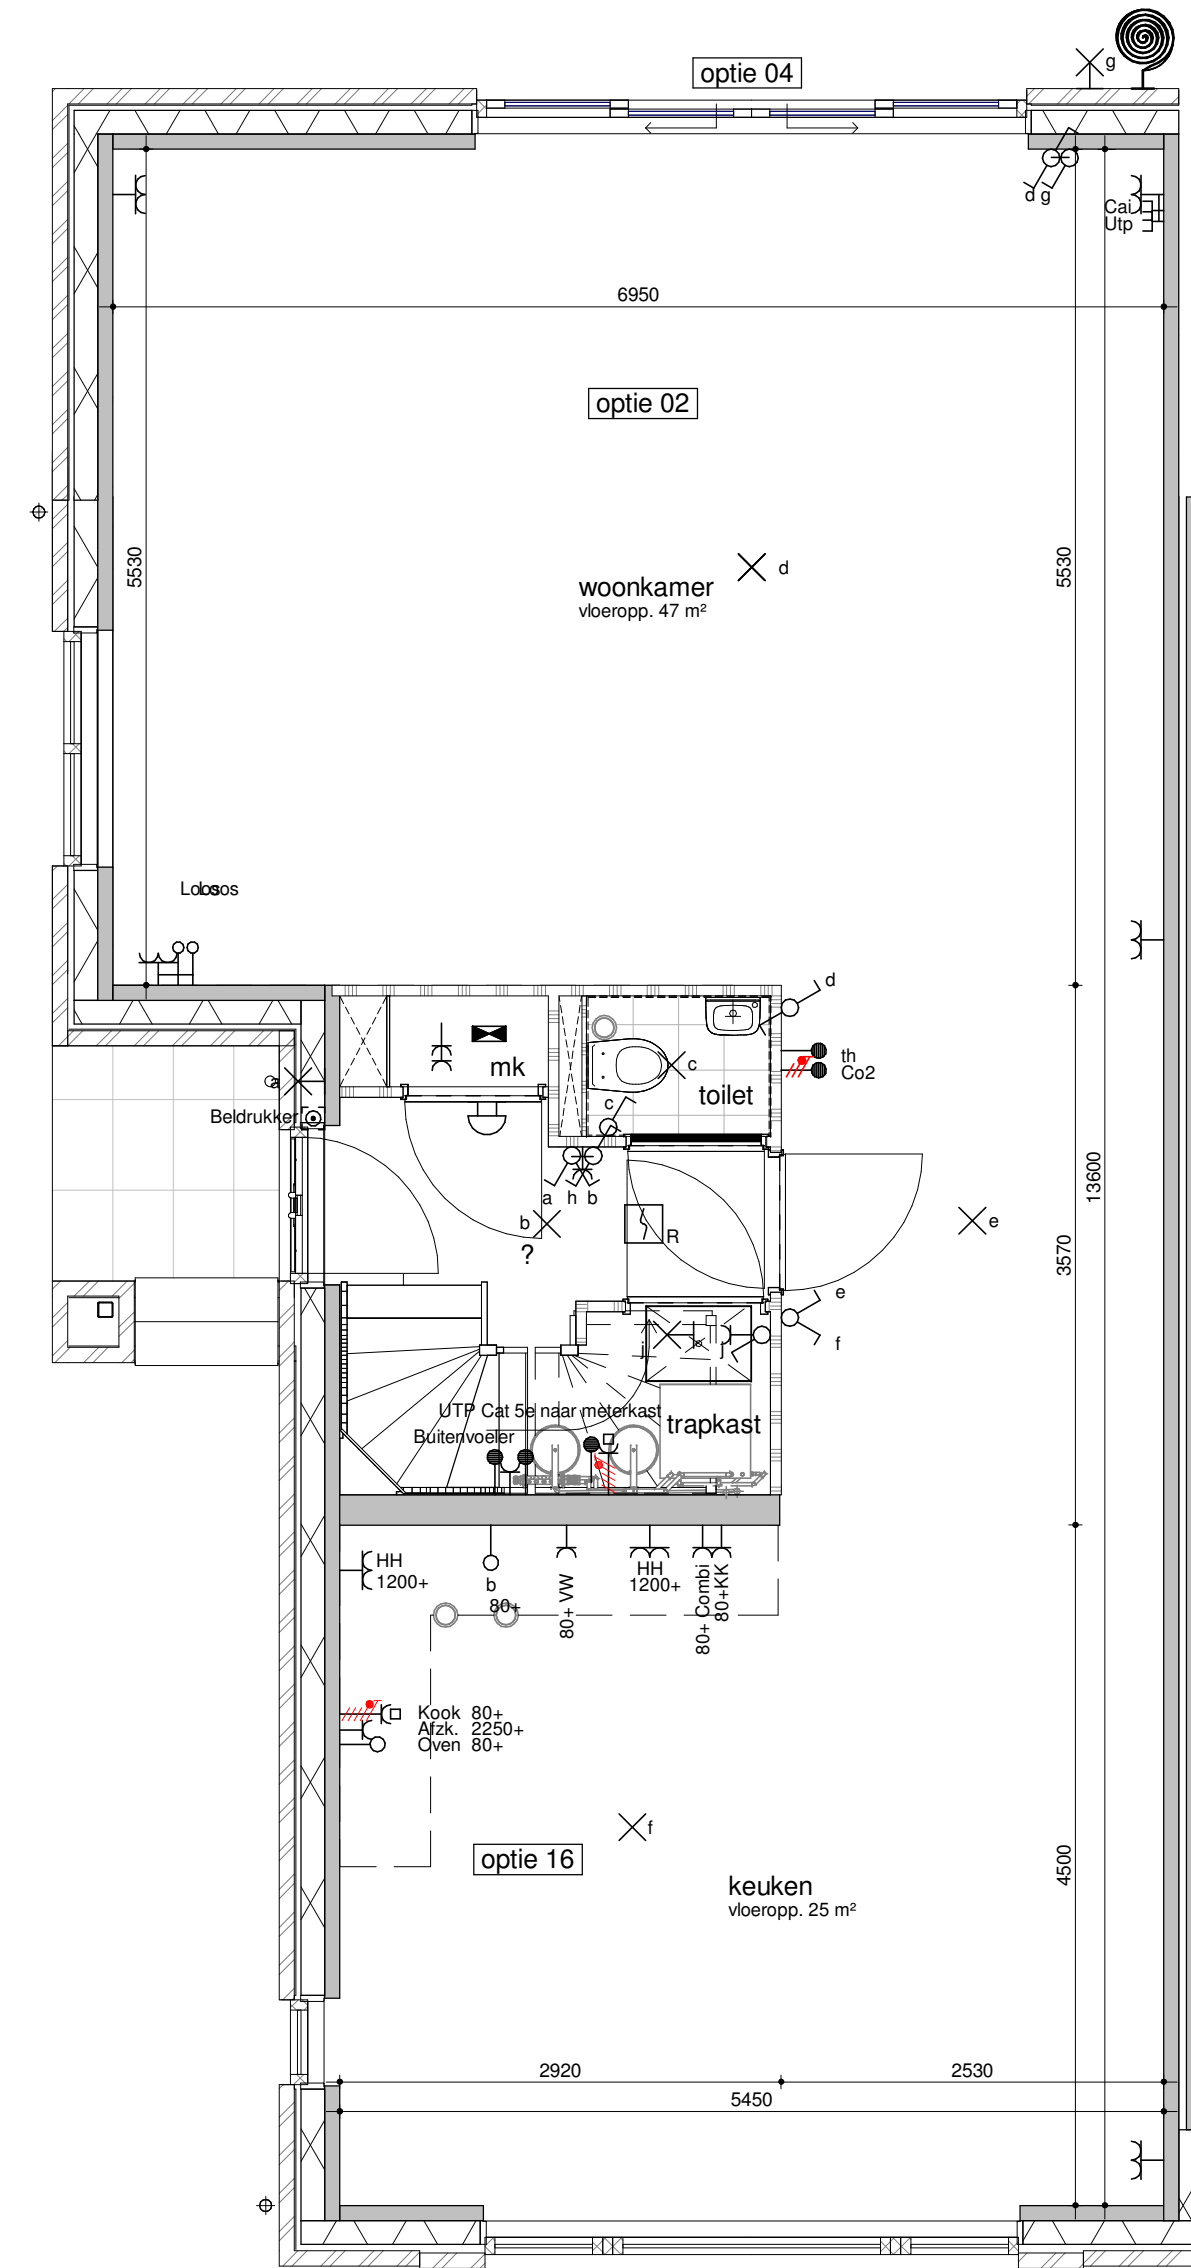 optie 04
g
d g
Cai
Utp
6950
optie 02
5530
5530
d
woonkamer
vloeropp. 47 m²
Loos
Loos
d
mk
c
toilet
th
Co2
a
Beldrukker
c
a h b
b
?
R
e
13600
3570
e
f
j
j
UTP Cat 5e naar meterkast
trapkast
Buitenvoeler
HH
1200+
b
80+
80+ VW
HH
1200+
80+ Combi
80+KK
Kook 80+
Afzk. 2250+
Oven 80+
f
optie 16
4500
keuken
vloeropp. 25 m²
2920
2530
5450